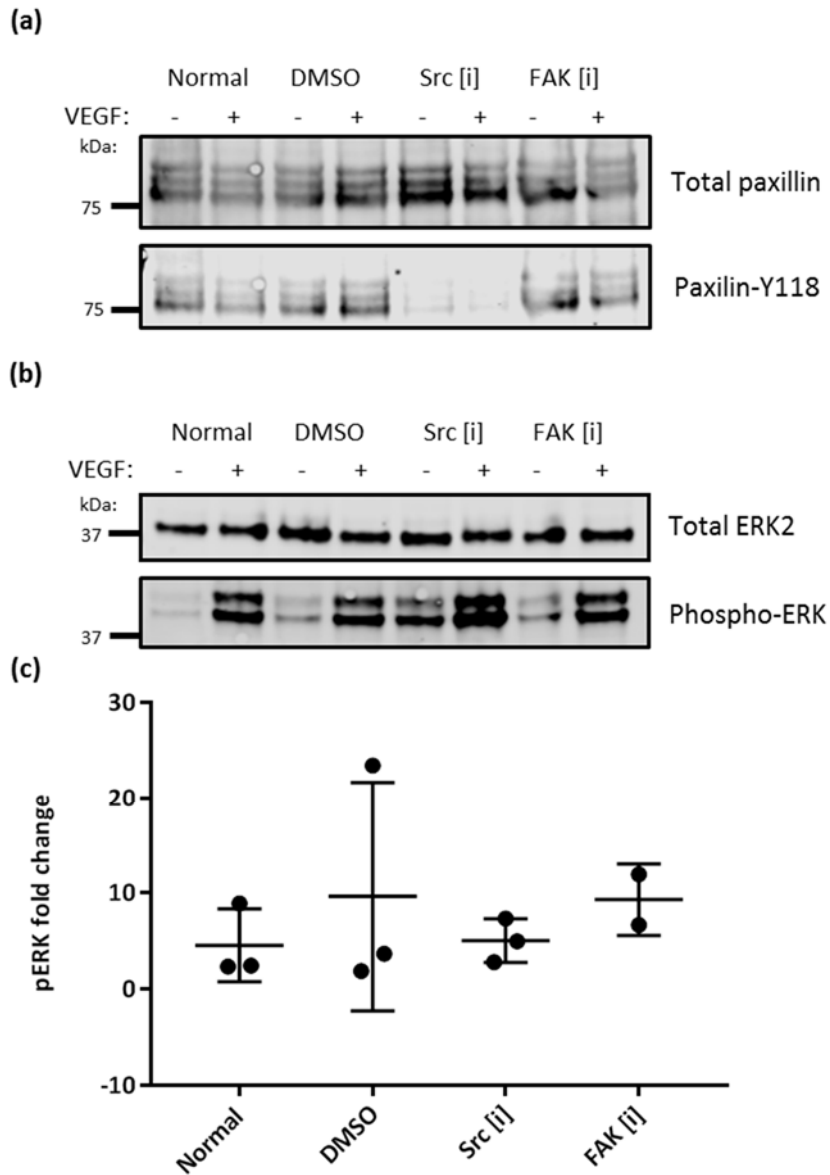 (a)
Normal DMSO Src [i] FAK [i]
VEGF: - + - + - + - +
kDa:
75
Total paxillin
75
Paxilin-Y118
(b)
Normal DMSO Src [i] FAK [i]
VEGF: - + - + - + - +
kDa:
37
Total ERK2
37
Phospho-ERK
(c)
30
20
10
0
-10
pERK fold change
Normal DMSO Src [i] FAK [i]